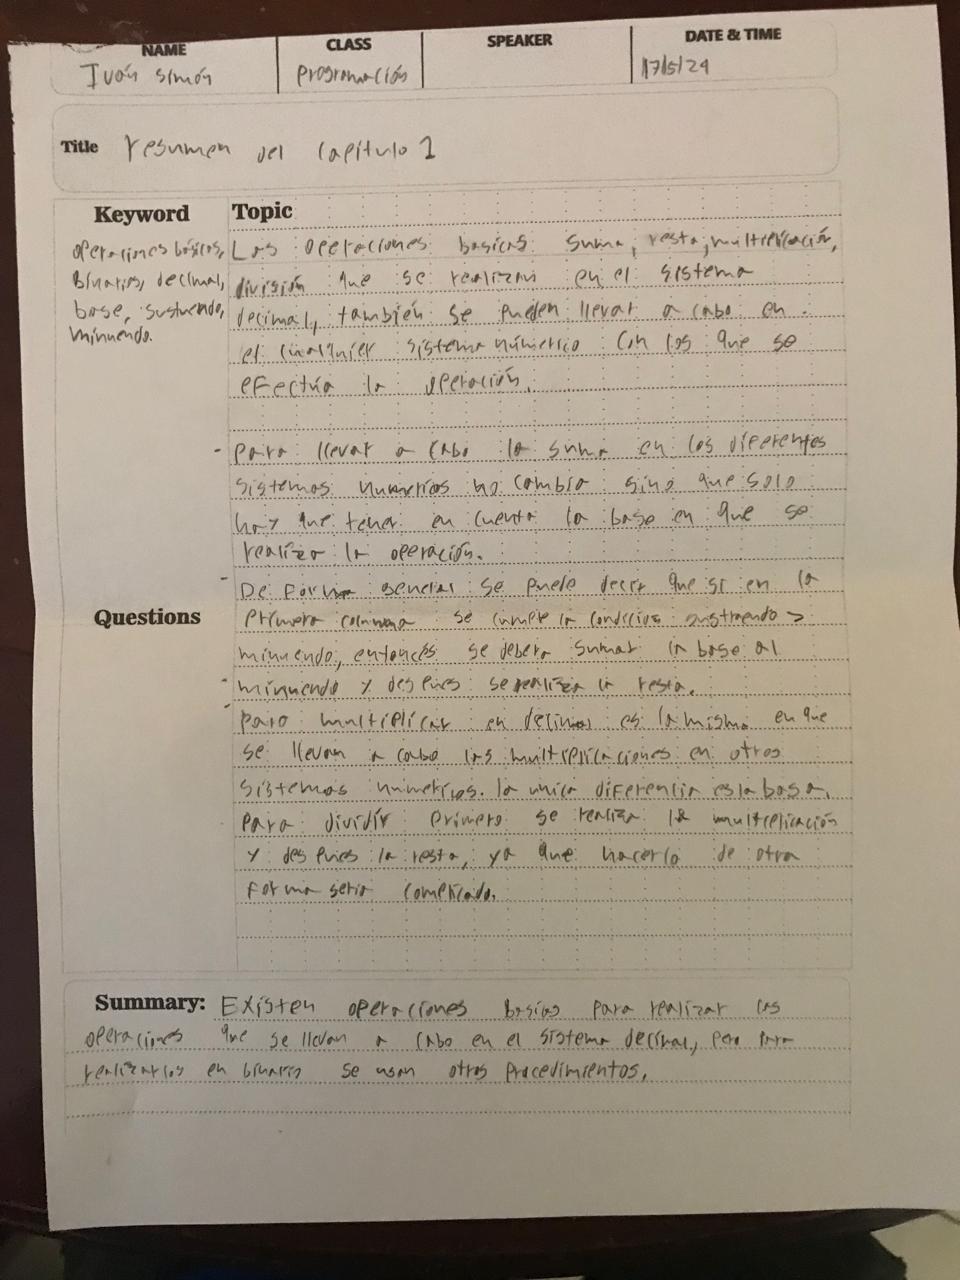 NAME CLASS SPEAKER DATE & TIME
Iván Simón Programación 17/5/24
Title resumen del Capítulo 1
Keyword Topic
operaciones básicas,
Binarios, decimal,
base, sustraendo,
minuendo.
Las operaciones basicas suma, resta, multiplicación,
división que se realizan en el sistema
decimal, también se pueden llevar a cabo en
el cualquier sistema númerico con los que se
efectúa la operación.
- para llevar a cabo la suma en los diferentes
sistemas numericos no cambia sino que solo
hay que tener en cuenta la base en que se
realiza la operación.
- De forma general se puede decir que si en la
Questions
primera columna se cumple la condición sustraendo >
minuendo, entonces se debera sumar la base al
- minuendo y despues se realiza la resta.
- para multiplicar en decimal es la misma en que
se llevan a cabo las multiplicaciones en otros
sistemas numericos. la unica diferencia es la base.
- para dividir primero se realiza la multiplicación
y despues la resta, ya que hacerlo de otra
forma seria complicado.
Summary: Existen operaciones basicas para realizar las
operaciones que se llevan a cabo en el sistema decimal, pero para
realizarlos en binario se usan otros procedimientos.